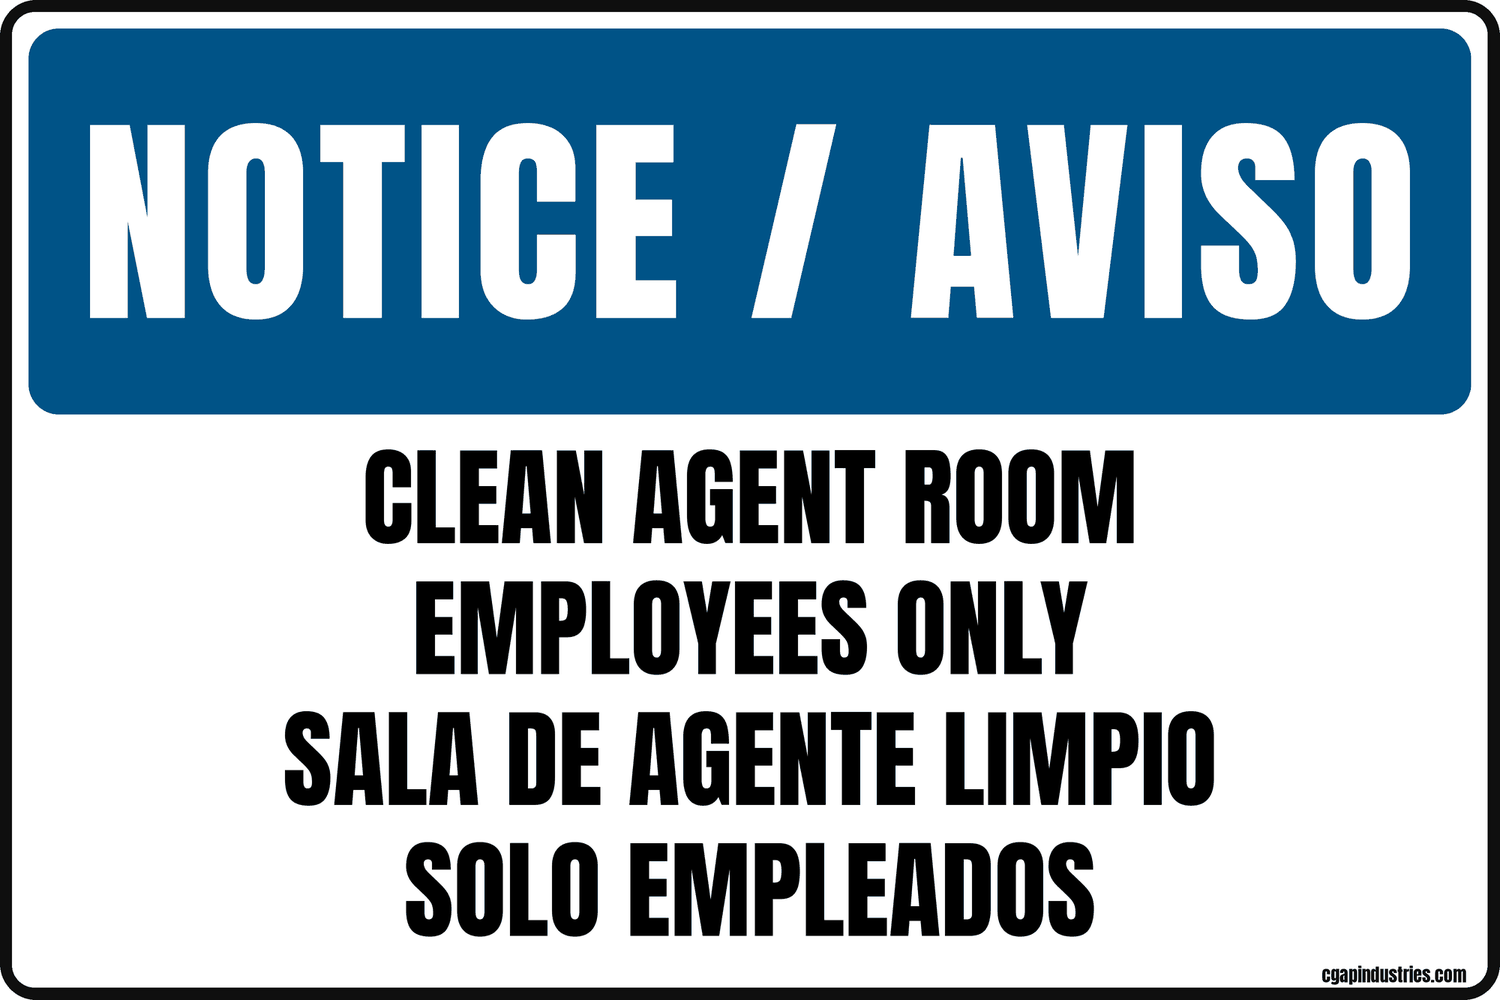 NOTICE / AVISO
CLEAN AGENT ROOM
EMPLOYEES ONLY
SALA DE AGENTE LIMPIO
SOLO EMPLEADOS
cgapindustries.com